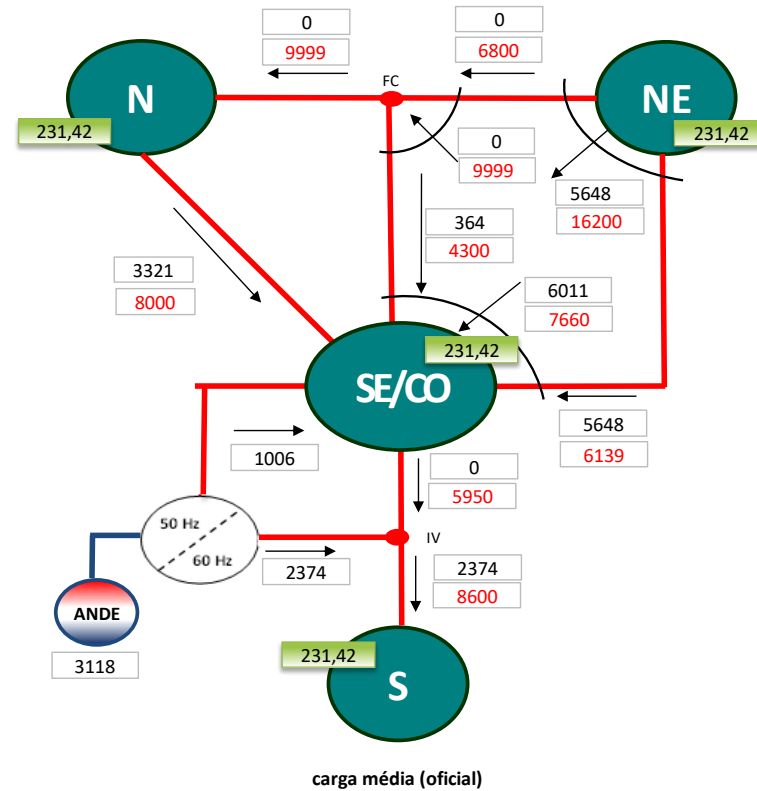 0
9999
0
6800
FC
N
NE
231,42
231,42
0
9999
5648
16200
364
4300
3321
8000
6011
7660
231,42
SE/CO
5648
6139
1006
0
5950
50 Hz
60 Hz
IV
2374
2374
8600
ANDE
3118
231,42
S
carga média (oficial)